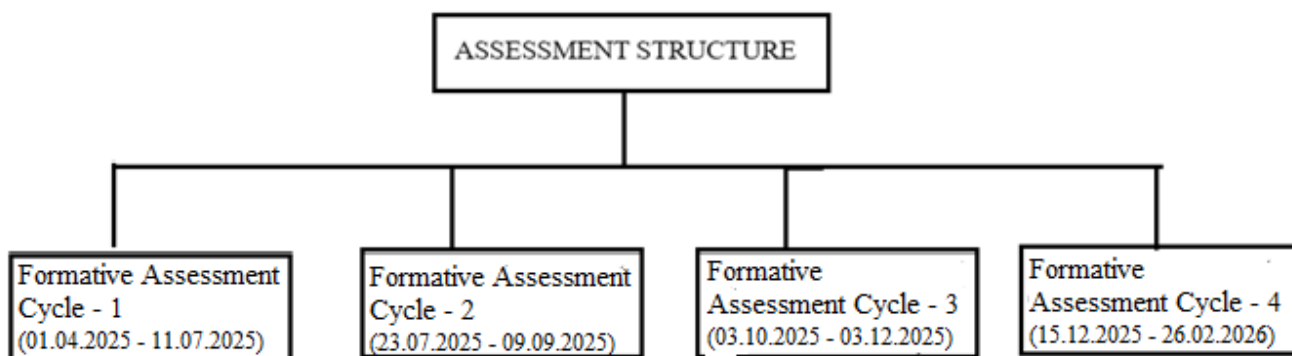 ASSESSMENT STRUCTURE
Formative Assessment
Cycle - 1
(01.04.2025 - 11.07.2025)
Formative Assessment
Cycle - 2
(23.07.2025 - 09.09.2025)
Formative
Assessment Cycle - 3
(03.10.2025 - 03.12.2025)
Formative
Assessment Cycle - 4
(15.12.2025 - 26.02.2026)